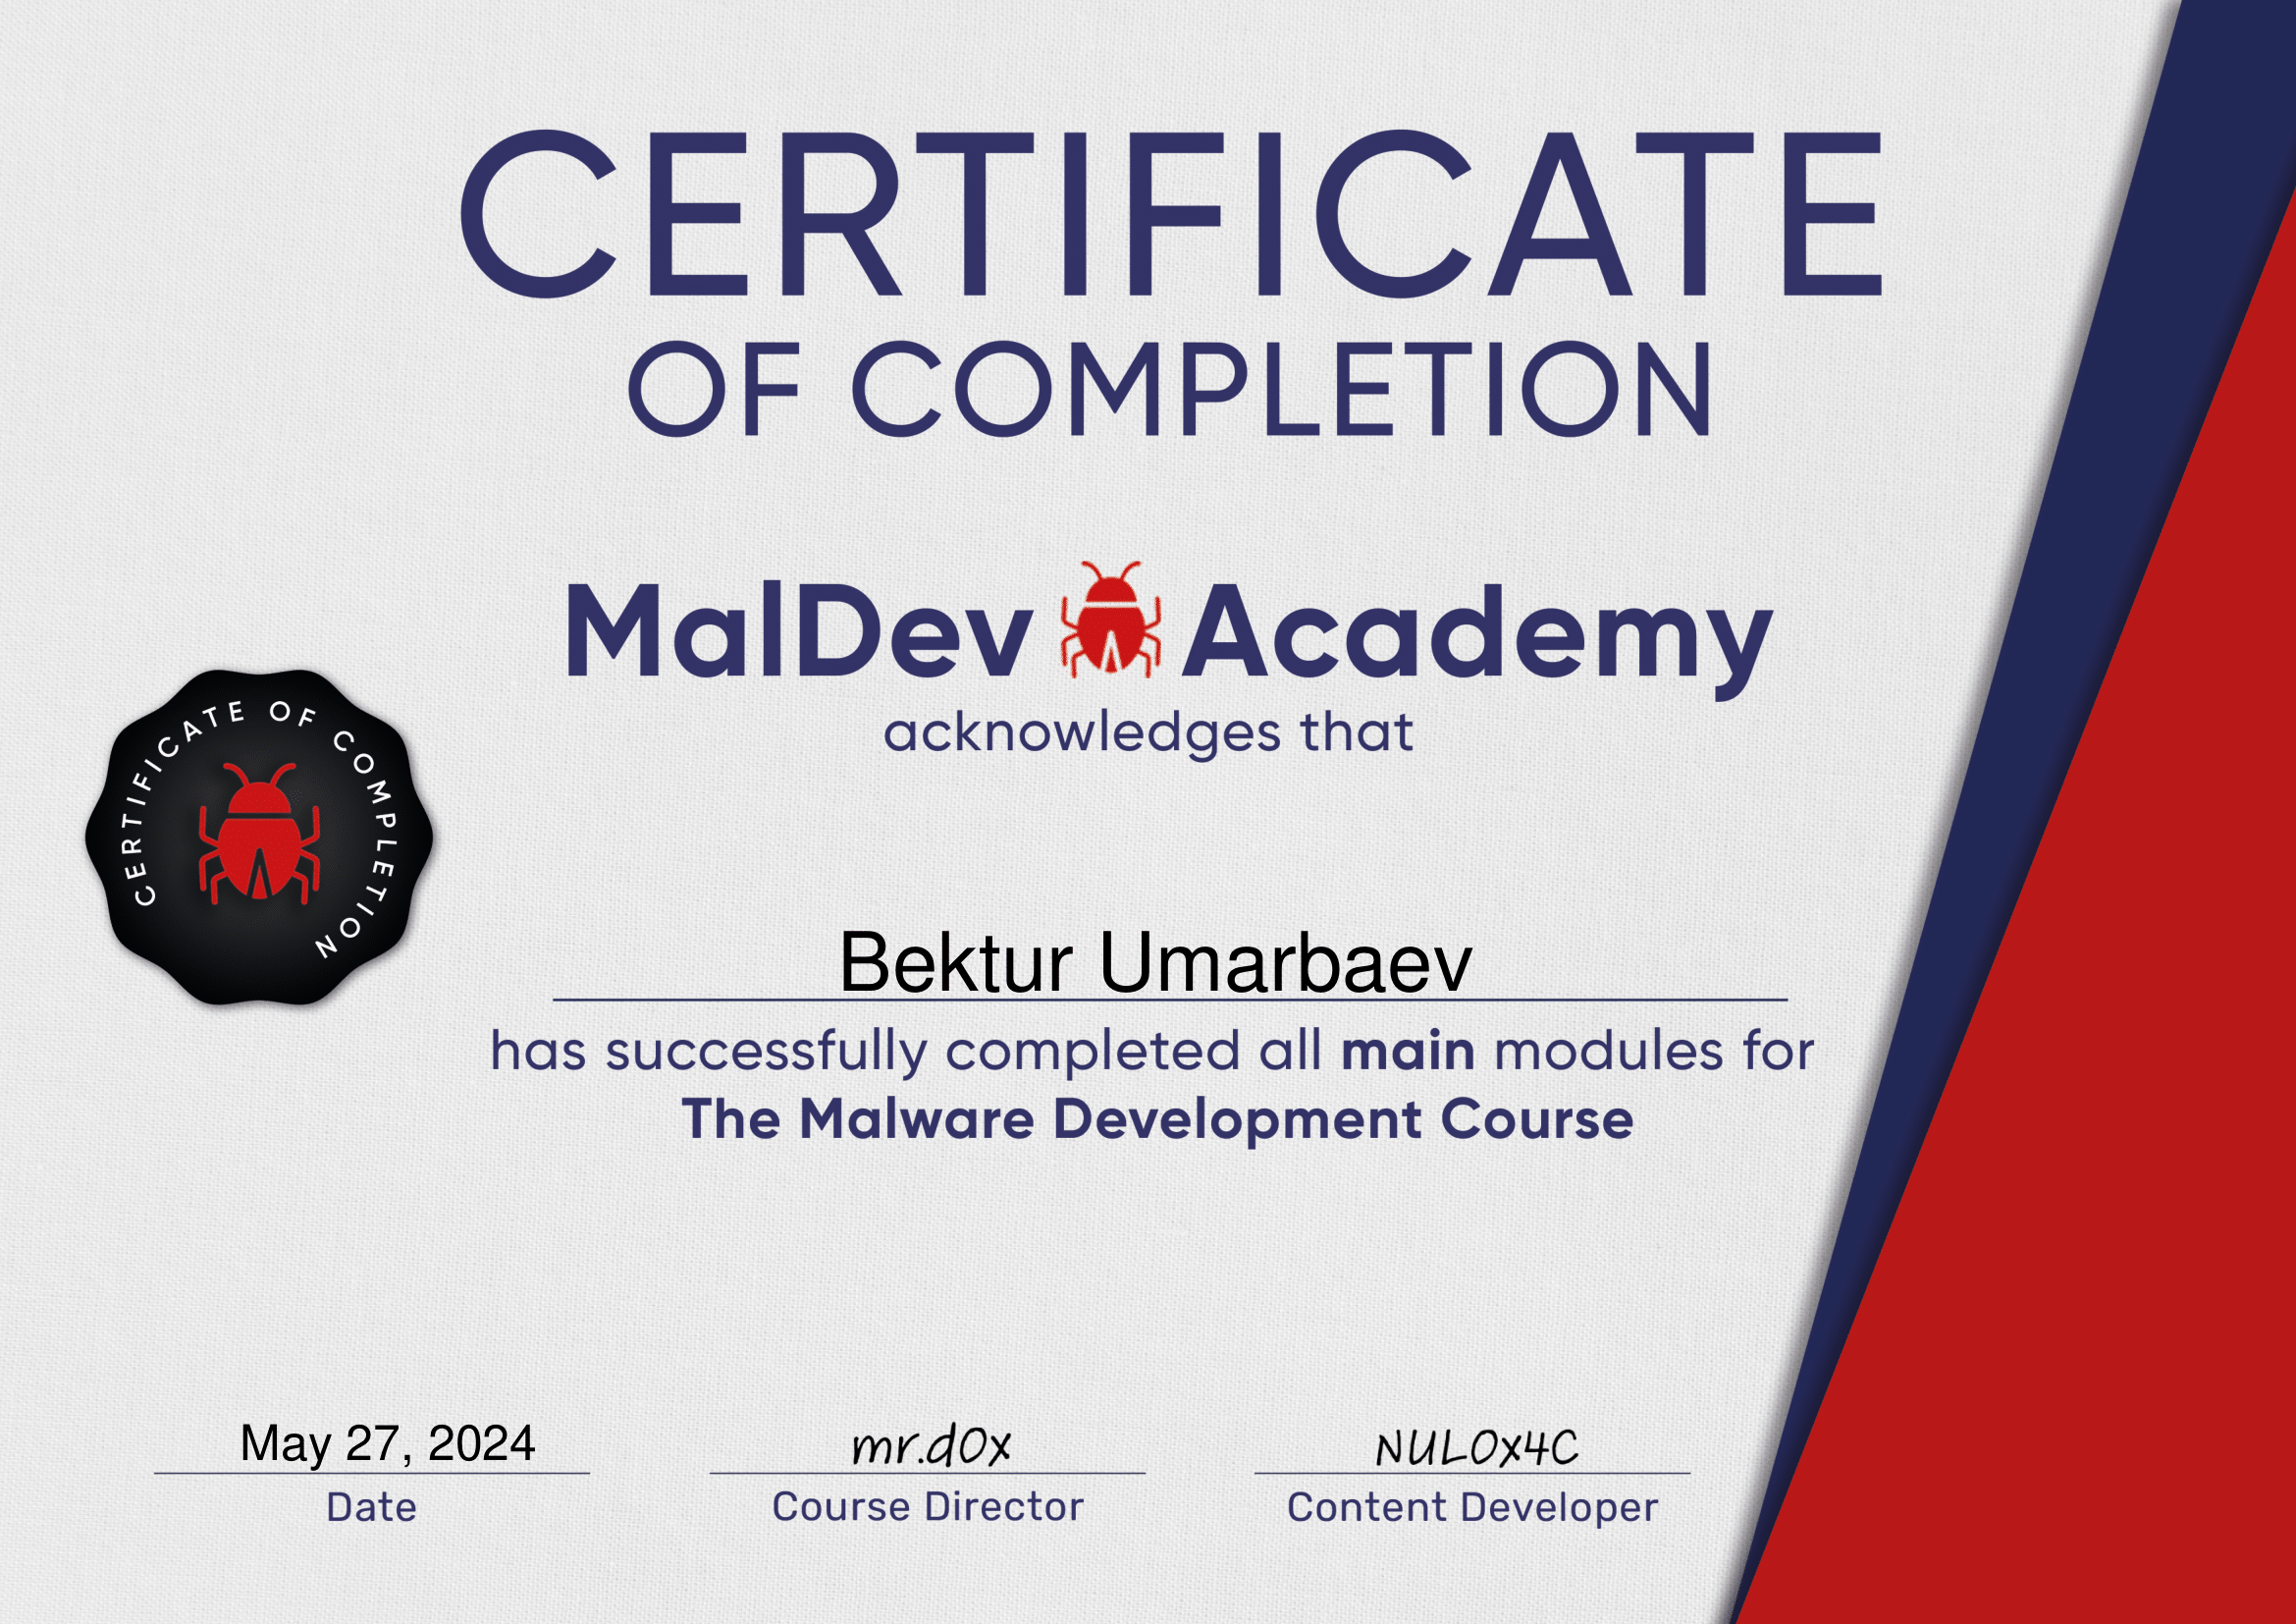 CERTIFICATE
OF COMPLETION
MalDev Academy
acknowledges that
CERTIFICATE OF COMPLETION
Bektur Umarbaev
has successfully completed all main modules for
The Malware Development Course
May 27, 2024
Date
mr.d0x
Course Director
NUL0x4C
Content Developer